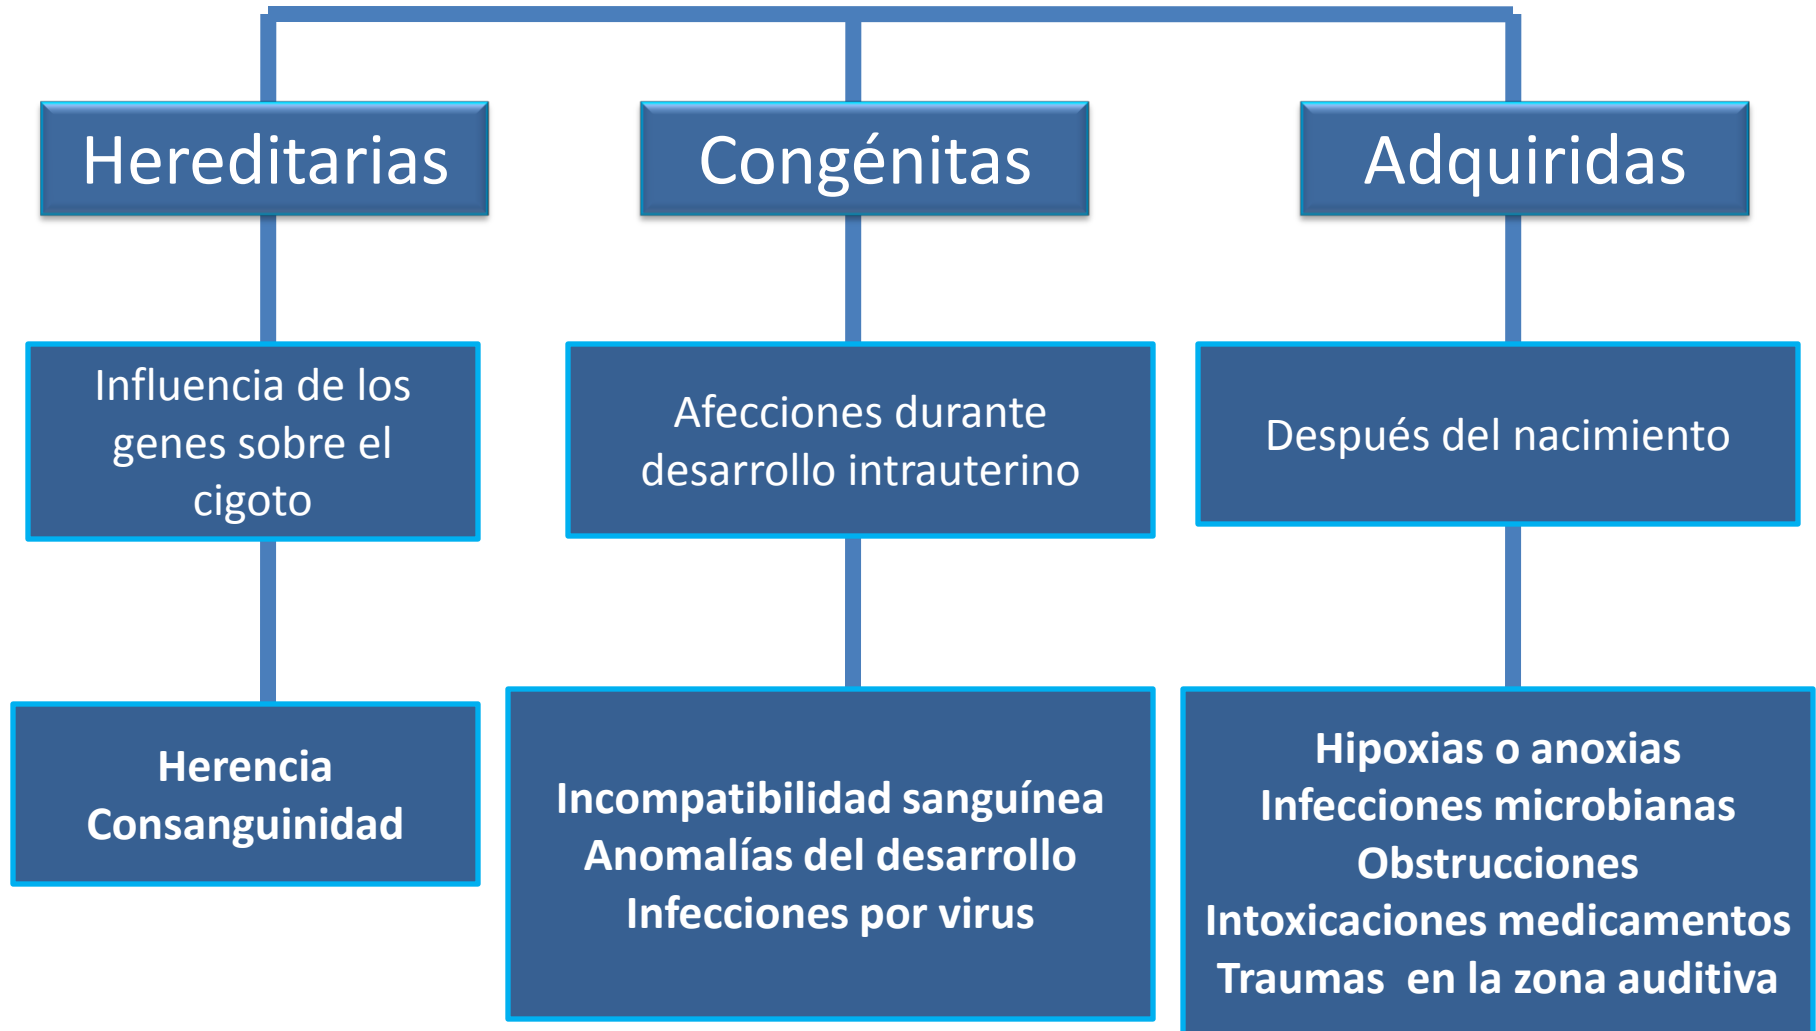 Hereditarias
Congénitas
Adquiridas
Influencia de los
genes sobre el
cigoto
Afecciones durante
desarrollo intrauterino
Después del nacimiento
Herencia
Consanguinidad
Incompatibilidad sanguínea
Anomalías del desarrollo
Infecciones por virus
Hipoxias o anoxias
Infecciones microbianas
Obstrucciones
Intoxicaciones medicamentos
Traumas en la zona auditiva